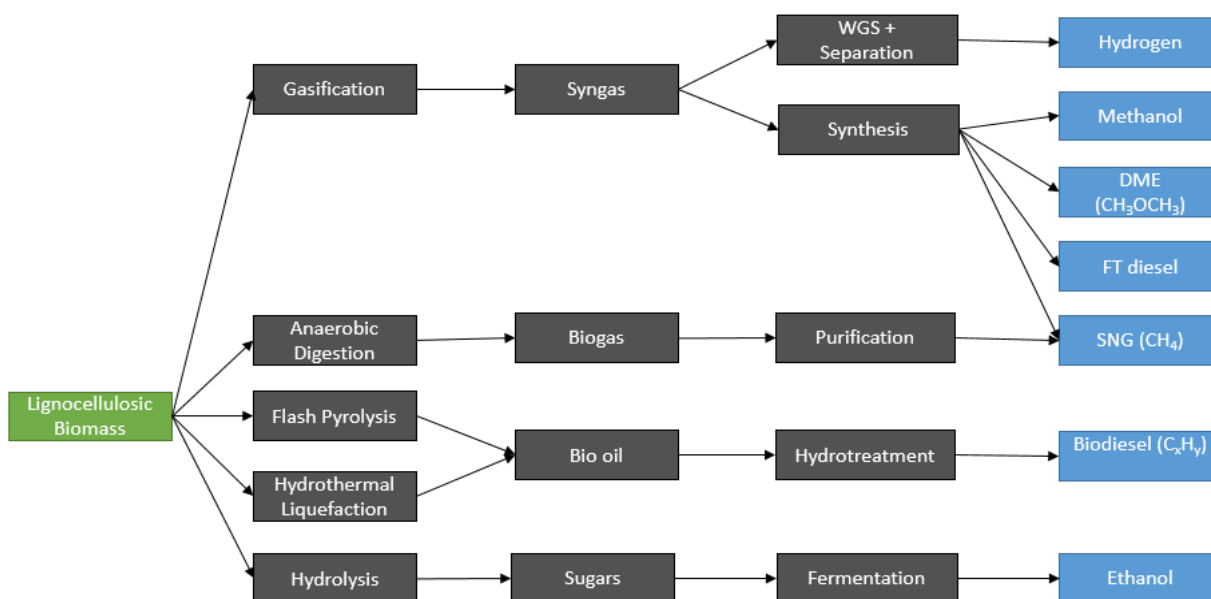 WGS +
Separation
Hydrogen
Gasification
Syngas
Methanol
Synthesis
DME
(CH₃OCH₃)
FT diesel
Anaerobic
Digestion
Biogas
Purification
SNG (CH₄)
Lignocellulosic
Biomass
Flash Pyrolysis
Bio oil
Hydrotreatment
Biodiesel (CₓHᵧ)
Hydrothermal
Liquefaction
Hydrolysis
Sugars
Fermentation
Ethanol